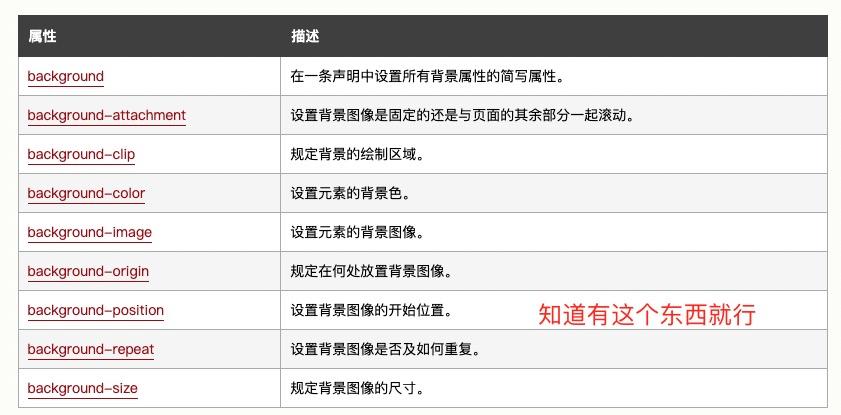 属性 描述
background 在一条声明中设置所有背景属性的简写属性。
background-attachment 设置背景图像是固定的还是与页面的其余部分一起滚动。
background-clip 规定背景的绘制区域。
background-color 设置元素的背景色。
background-image 设置元素的背景图像。
background-origin 规定在何处放置背景图像。
background-position 设置背景图像的开始位置。 知道有这个东西就行
background-repeat 设置背景图像是否及如何重复。
background-size 规定背景图像的尺寸。